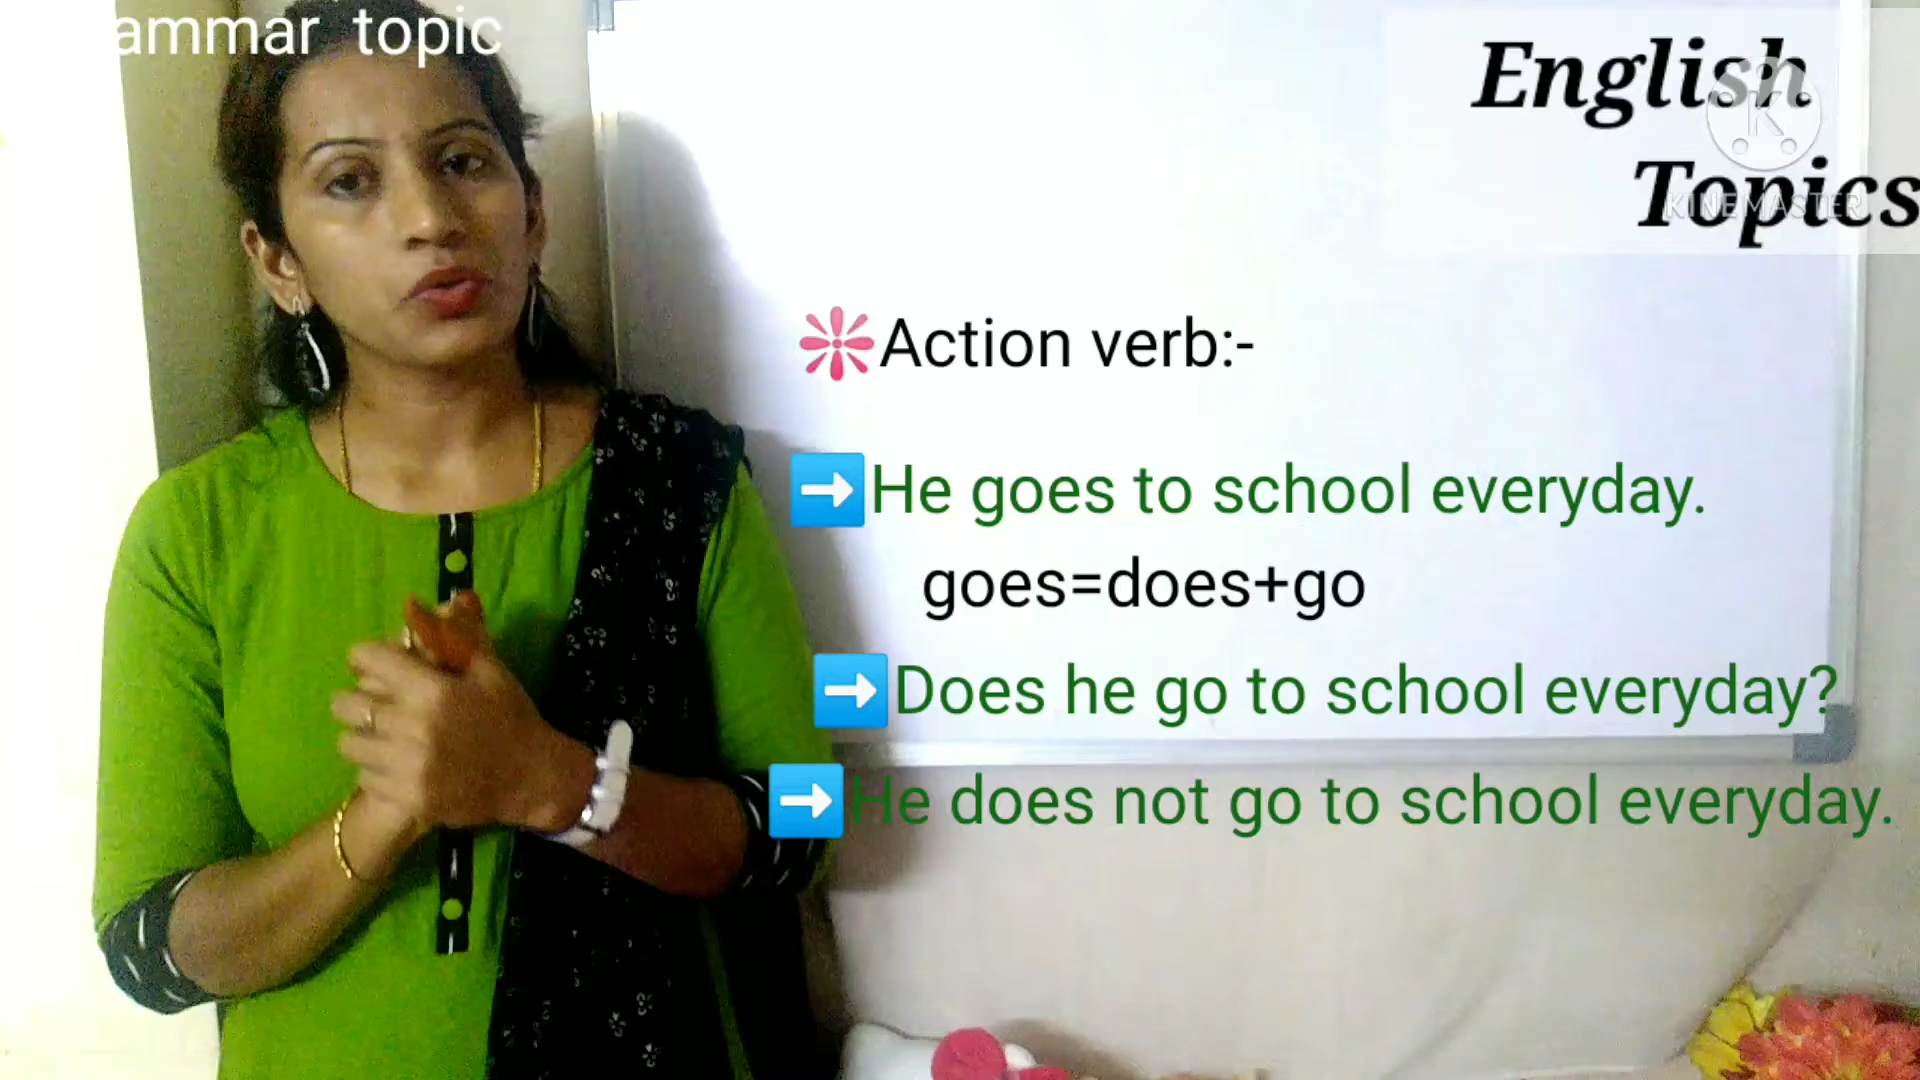 ammar topic
English
Topics
KINEMASTER
Action verb:-
He goes to school everyday.
goes=does+go
Does he go to school everyday?
He does not go to school everyday.